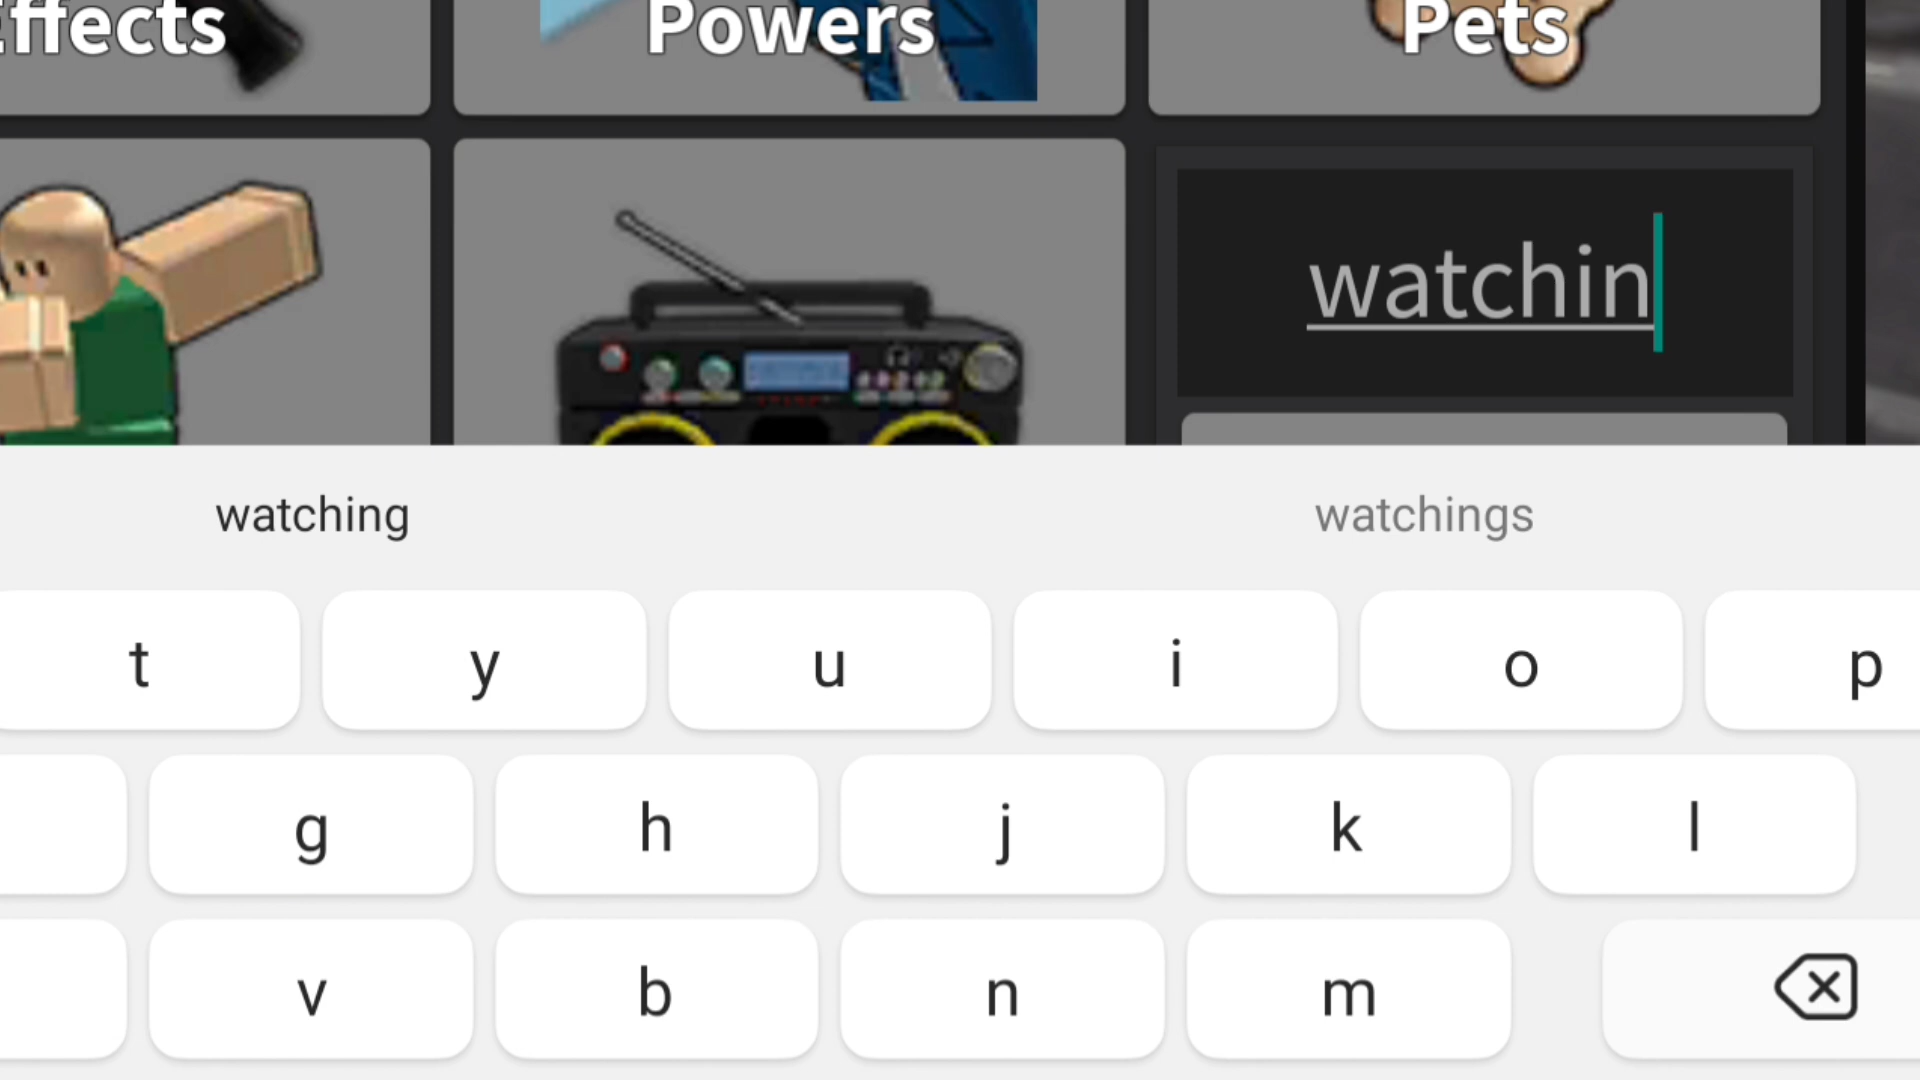 Effects Powers Pets
watchin
watching watchings
t y u i o p
g h j k l
v b n m